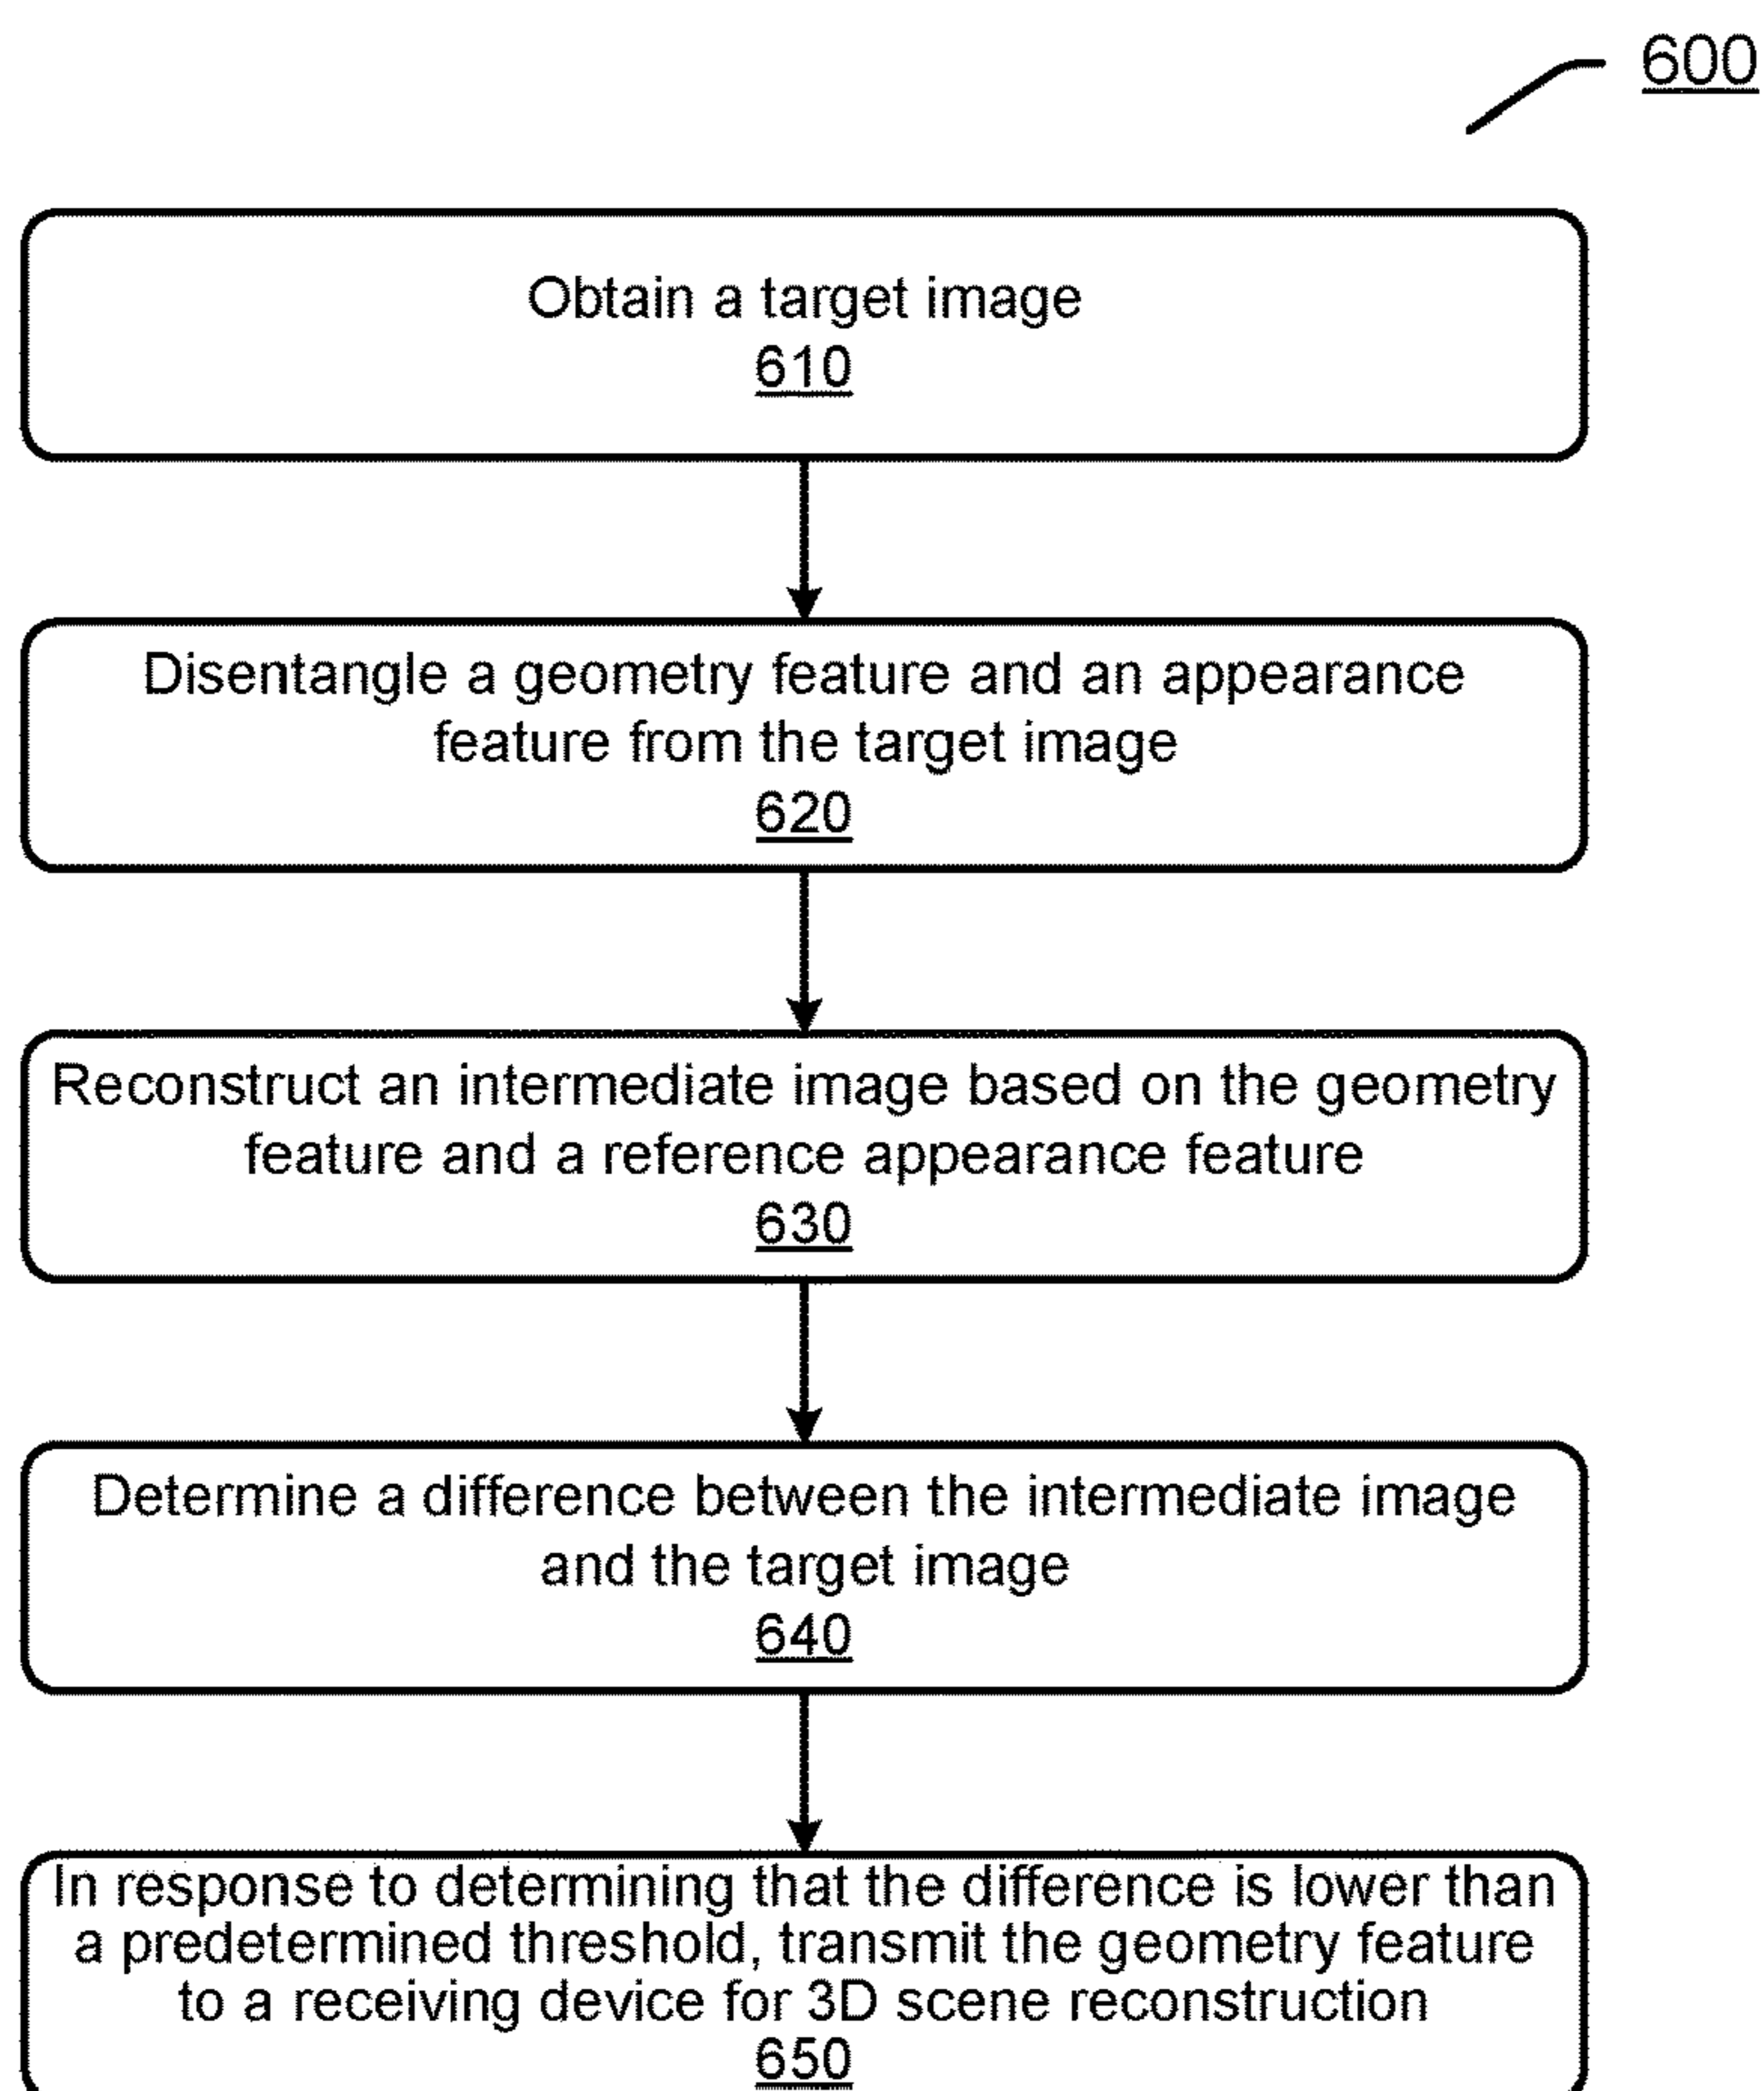 600
Obtain a target image
610
Disentangle a geometry feature and an appearance
feature from the target image
620
Reconstruct an intermediate image based on the geometry
feature and a reference appearance feature
630
Determine a difference between the intermediate image
and the target image
640
In response to determining that the difference is lower than
a predetermined threshold, transmit the geometry feature
to a receiving device for 3D scene reconstruction
650